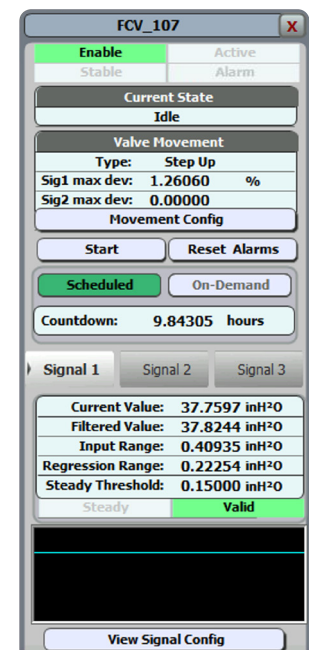 FCV_107 X
Enable Active
Stable Alarm
Current State
Idle
Valve Movement
Type: Step Up
Sig1 max dev: 1.26060 %
Sig2 max dev: 0.00000
Movement Config
Start Reset Alarms
Scheduled On-Demand
Countdown: 9.84305 hours
Signal 1 Signal 2 Signal 3
Current Value: 37.7597 inH²O
Filtered Value: 37.8244 inH²O
Input Range: 0.40935 inH²O
Regression Range: 0.22254 inH²O
Steady Threshold: 0.15000 inH²O
Steady Valid
View Signal Config